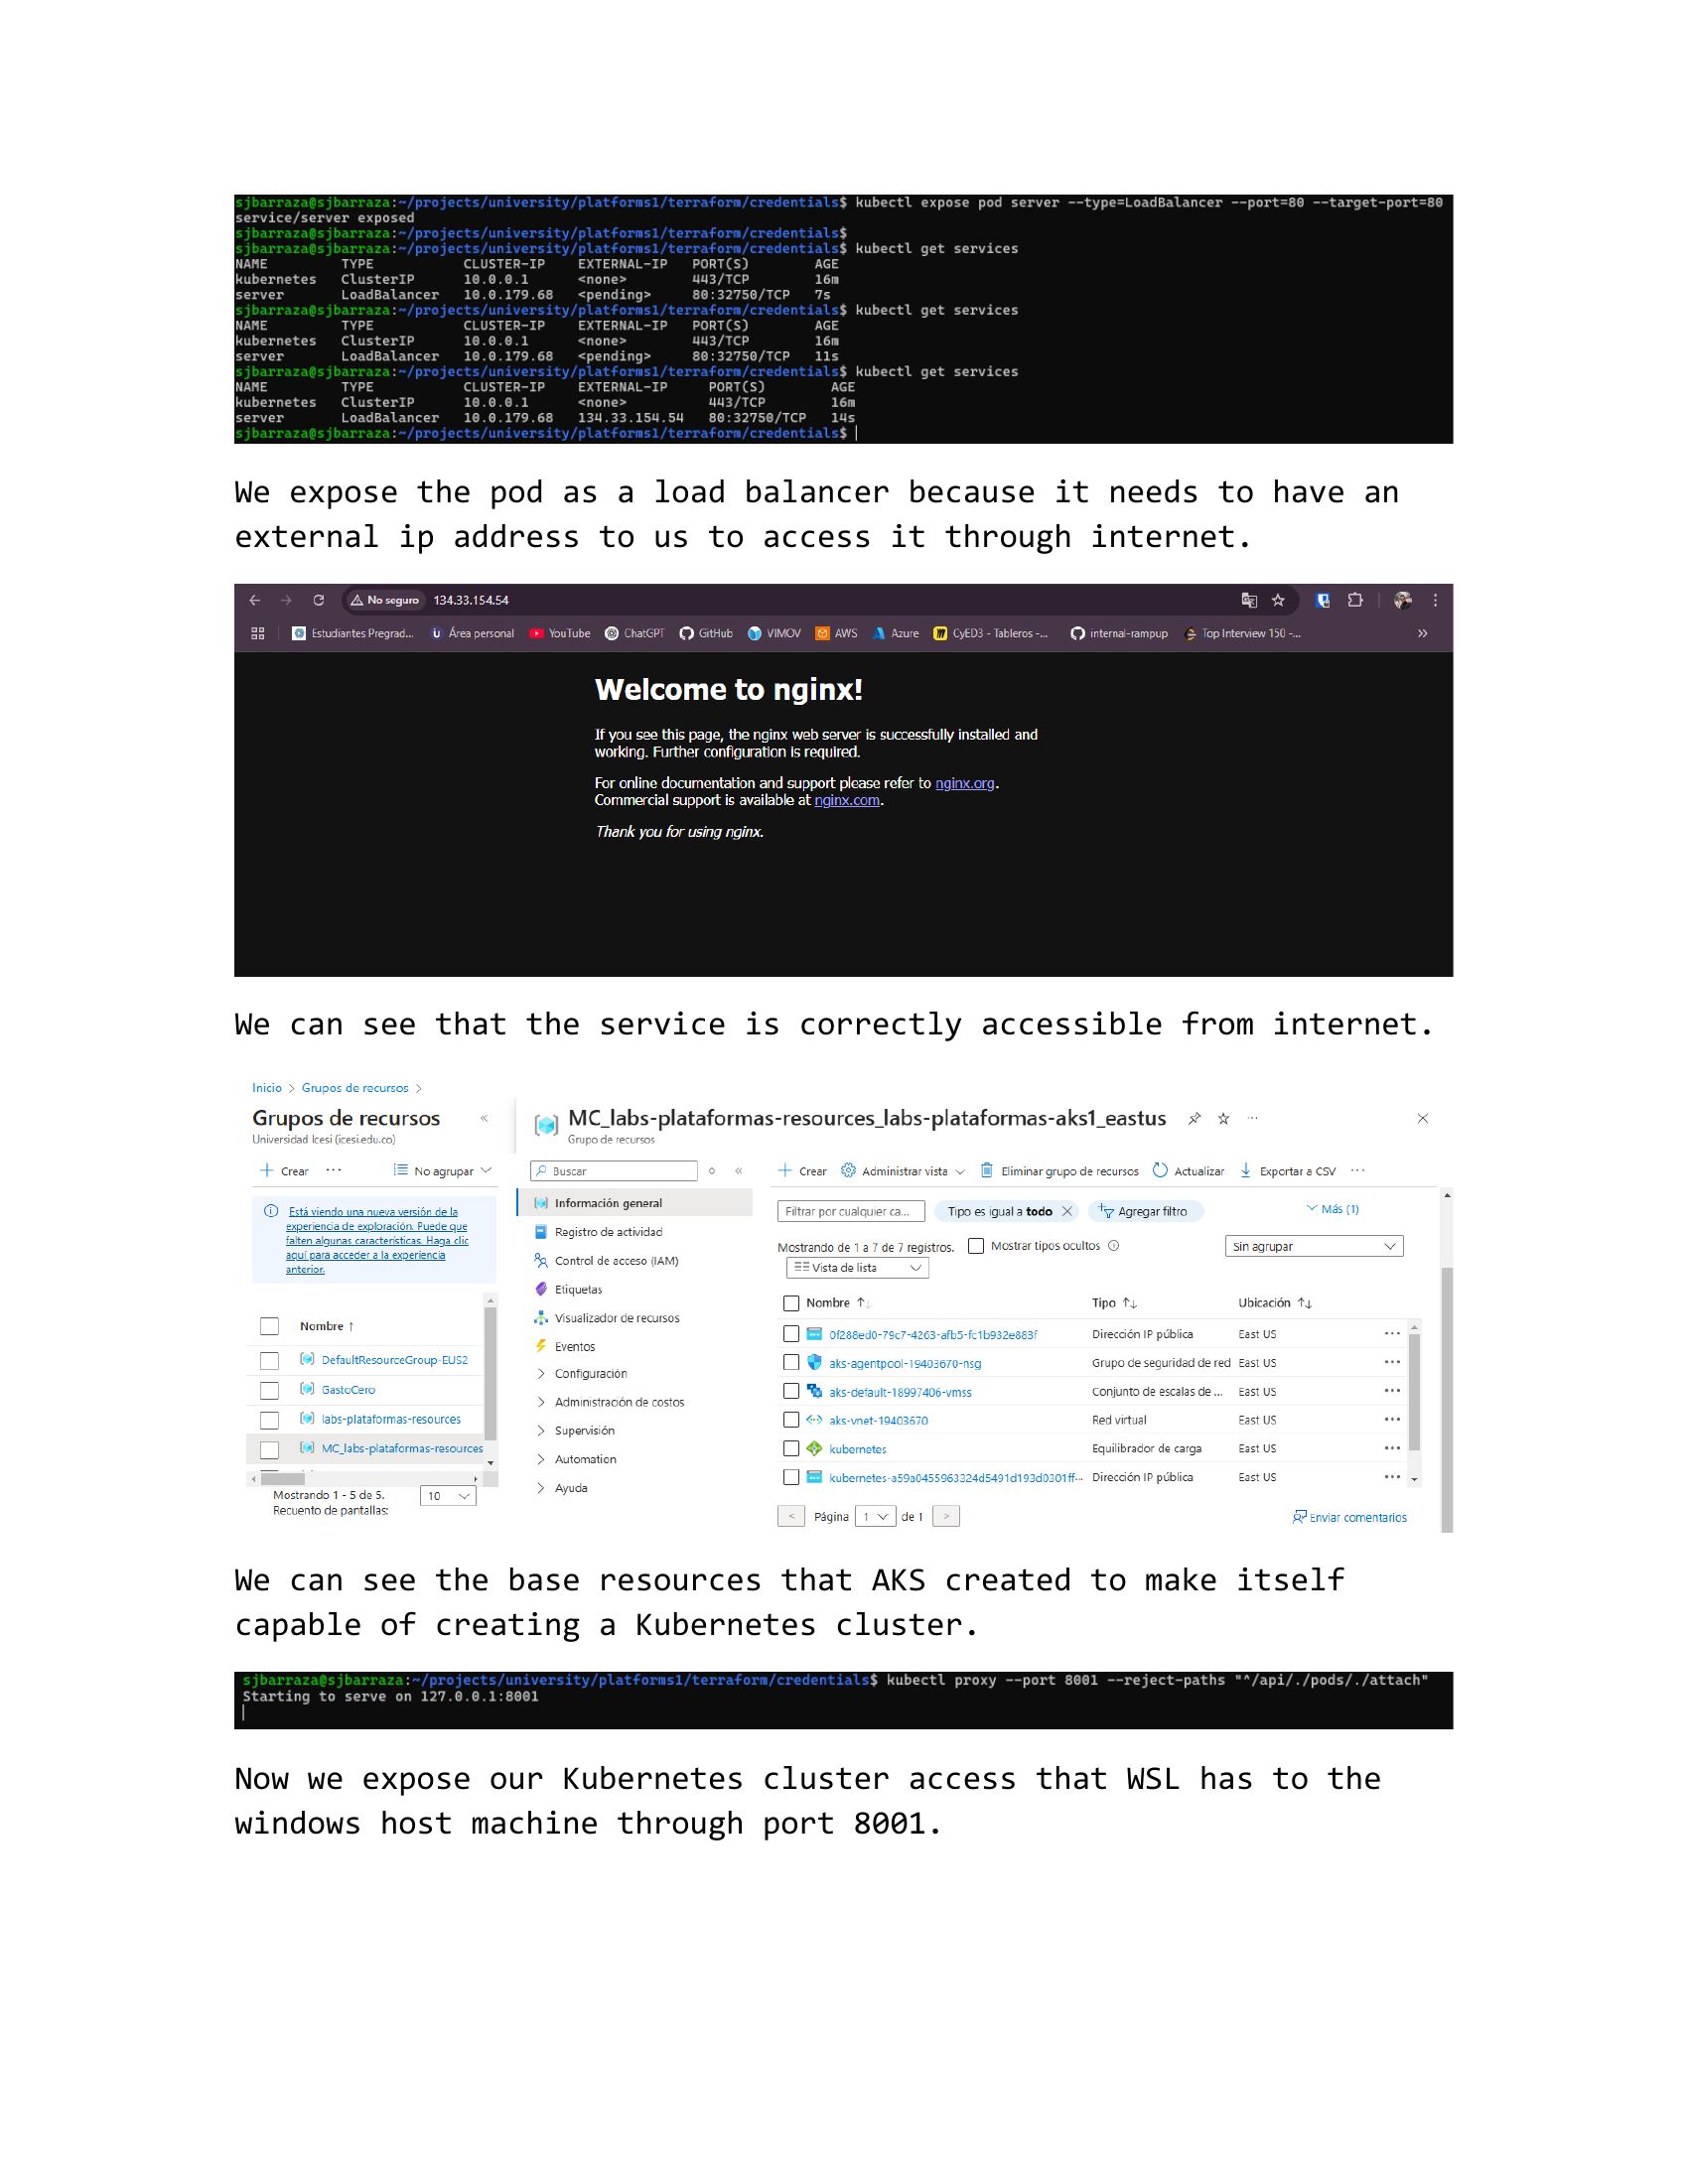 sjbarraza@sjbarraza:~/projects/university/platforms1/terraform/credentials$ kubectl expose pod server --type=LoadBalancer --port=80 --target-port=80
service/server exposed
sjbarraza@sjbarraza:~/projects/university/platforms1/terraform/credentials$
sjbarraza@sjbarraza:~/projects/university/platforms1/terraform/credentials$ kubectl get services
NAME TYPE CLUSTER-IP EXTERNAL-IP PORT(S) AGE
kubernetes ClusterIP 10.0.0.1 <none> 443/TCP 16m
server LoadBalancer 10.0.179.68 <pending> 80:32750/TCP 7s
sjbarraza@sjbarraza:~/projects/university/platforms1/terraform/credentials$ kubectl get services
NAME TYPE CLUSTER-IP EXTERNAL-IP PORT(S) AGE
kubernetes ClusterIP 10.0.0.1 <none> 443/TCP 16m
server LoadBalancer 10.0.179.68 <pending> 80:32750/TCP 11s
sjbarraza@sjbarraza:~/projects/university/platforms1/terraform/credentials$ kubectl get services
NAME TYPE CLUSTER-IP EXTERNAL-IP PORT(S) AGE
kubernetes ClusterIP 10.0.0.1 <none> 443/TCP 16m
server LoadBalancer 10.0.179.68 134.33.154.54 80:32750/TCP 14s
sjbarraza@sjbarraza:~/projects/university/platforms1/terraform/credentials$
We expose the pod as a load balancer because it needs to have an
external ip address to us to access it through internet.
No seguro 134.33.154.54
Estudiantes Pregrad... Área personal YouTube ChatGPT GitHub VIMOV AWS Azure CyED3 - Tableros -... internal-rampup Top Interview 150 -... »
Welcome to nginx!
If you see this page, the nginx web server is successfully installed and
working. Further configuration is required.
For online documentation and support please refer to nginx.org.
Commercial support is available at nginx.com.
Thank you for using nginx.
We can see that the service is correctly accessible from internet.
Inicio > Grupos de recursos >
Grupos de recursos «
Universidad Icesi (icesi.edu.co)
+ Crear ... No agrupar
Está viendo una nueva versión de la
experiencia de exploración. Puede que
falten algunas características. Haga clic
aquí para acceder a la experiencia
anterior.
Nombre ↑
DefaultResourceGroup-EUS2
GastoCero
labs-plataformas-resources
MC_labs-plataformas-resources
Mostrando 1 - 5 de 5.
Recuento de pantallas:
10
MC_labs-plataformas-resources_labs-plataformas-aks1_eastus
Grupo de recursos
Buscar
Información general
Registro de actividad
Control de acceso (IAM)
Etiquetas
Visualizador de recursos
Eventos
Configuración
Administración de costos
Supervisión
Automation
Ayuda
+ Crear Administrar vista Eliminar grupo de recursos Actualizar Exportar a CSV ...
Filtrar por cualquier ca... Tipo es igual a todo Agregar filtro Más (1)
Mostrando de 1 a 7 de 7 registros. Mostrar tipos ocultos Sin agrupar
Vista de lista
Nombre ↑↓ Tipo ↑↓ Ubicación ↑↓
0f288ed0-79c7-4263-afb5-fc1b932e883f Dirección IP pública East US
aks-agentpool-19403670-nsg Grupo de seguridad de red East US
aks-default-18997406-vmss Conjunto de escalas de ... East US
aks-vnet-19403670 Red virtual East US
kubernetes Equilibrador de carga East US
kubernetes-a59a0455963324d5491d193d0301ff... Dirección IP pública East US
< Página 1 de 1 > Enviar comentarios
We can see the base resources that AKS created to make itself
capable of creating a Kubernetes cluster.
sjbarraza@sjbarraza:~/projects/university/platforms1/terraform/credentials$ kubectl proxy --port 8001 --reject-paths "^/api/./pods/./attach"
Starting to serve on 127.0.0.1:8001
Now we expose our Kubernetes cluster access that WSL has to the
windows host machine through port 8001.